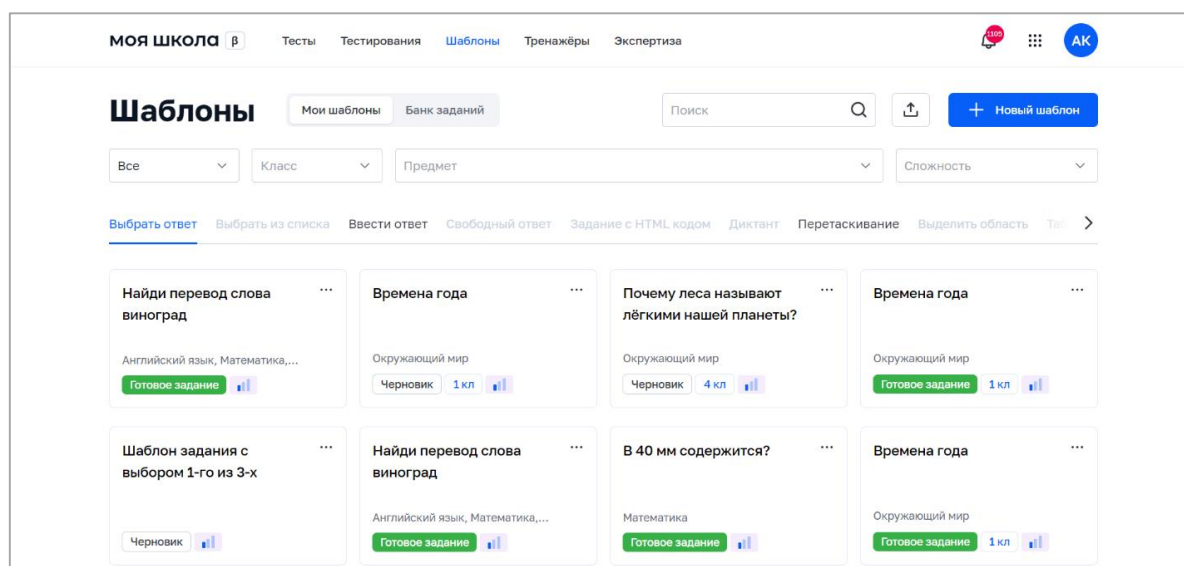 моя школа β Тесты Тестирования Шаблоны Тренажёры Экспертиза 1105 АК
Шаблоны Мои шаблоны Банк заданий Поиск Новый шаблон
Все Класс Предмет Сложность
Выбрать ответ Выбрать из списка Ввести ответ Свободный ответ Задание с HTML кодом Диктант Перетаскивание Выделить область
Найди перевод слова
виноград
Английский язык, Математика,...
Готовое задание
Времена года
Окружающий мир
Черновик 1 кл
Почему леса называют
лёгкими нашей планеты?
Окружающий мир
Черновик 4 кл
Времена года
Окружающий мир
Готовое задание 1 кл
Шаблон задания с
выбором 1-го из 3-х
Черновик
Найди перевод слова
виноград
Английский язык, Математика,...
Готовое задание
В 40 мм содержится?
Математика
Готовое задание
Времена года
Окружающий мир
Готовое задание 1 кл